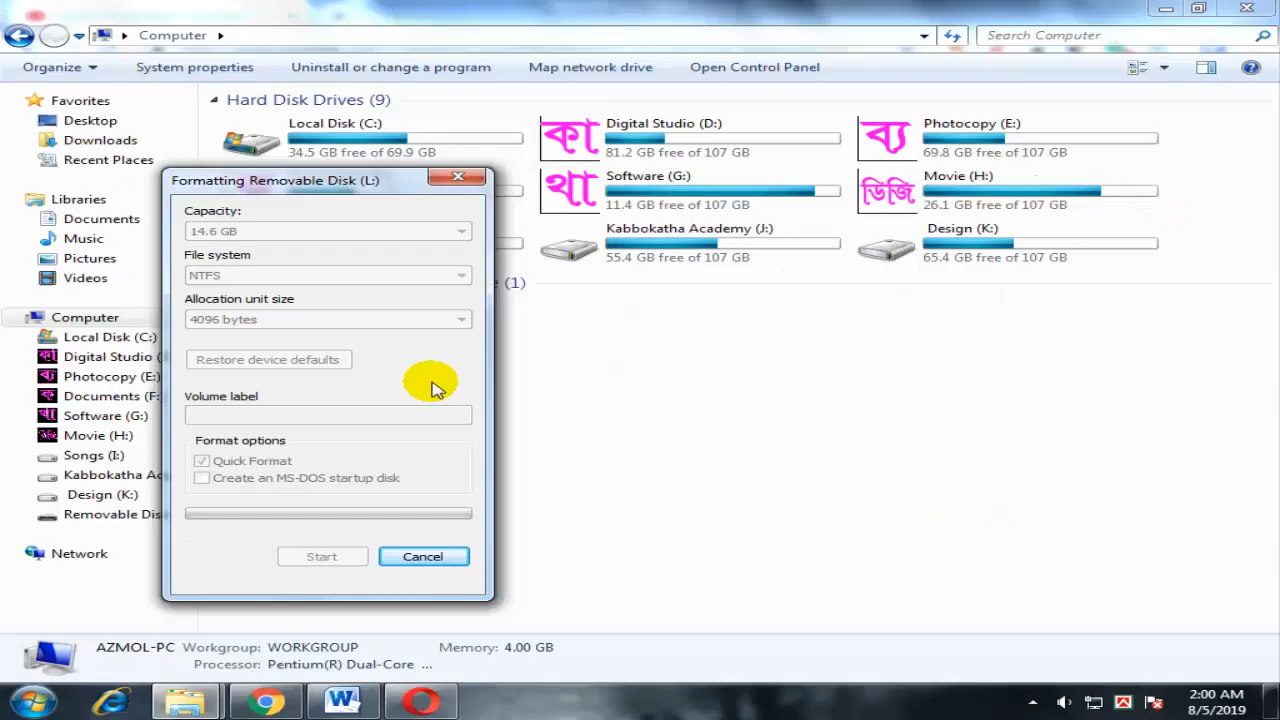 Computer
Search Computer
Organize
System properties
Uninstall or change a program
Map network drive
Open Control Panel
Favorites
Desktop
Downloads
Recent Places
Libraries
Documents
Music
Pictures
Videos
Computer
Local Disk (C:)
Digital Studio (
Photocopy (E:)
Documents (F:
Software (G:)
Movie (H:)
Songs (I:)
Kabbokatha A
Design (K:)
Removable Dis
Network
Hard Disk Drives (9)
Local Disk (C:)
34.5 GB free of 69.9 GB
কা
Digital Studio (D:)
81.2 GB free of 107 GB
ব্য
Photocopy (E:)
69.8 GB free of 107 GB
থা
Software (G:)
11.4 GB free of 107 GB
ডিজি
Movie (H:)
26.1 GB free of 107 GB
Kabbokatha Academy (J:)
55.4 GB free of 107 GB
Design (K:)
65.4 GB free of 107 GB
(1)
Formatting Removable Disk (L:)
Capacity:
14.6 GB
File system
NTFS
Allocation unit size
4096 bytes
Restore device defaults
Volume label
Format options
Quick Format
Create an MS-DOS startup disk
Start
Cancel
AZMOL-PC Workgroup: WORKGROUP Memory: 4.00 GB
Processor: Pentium(R) Dual-Core ...
2:00 AM
8/5/2019